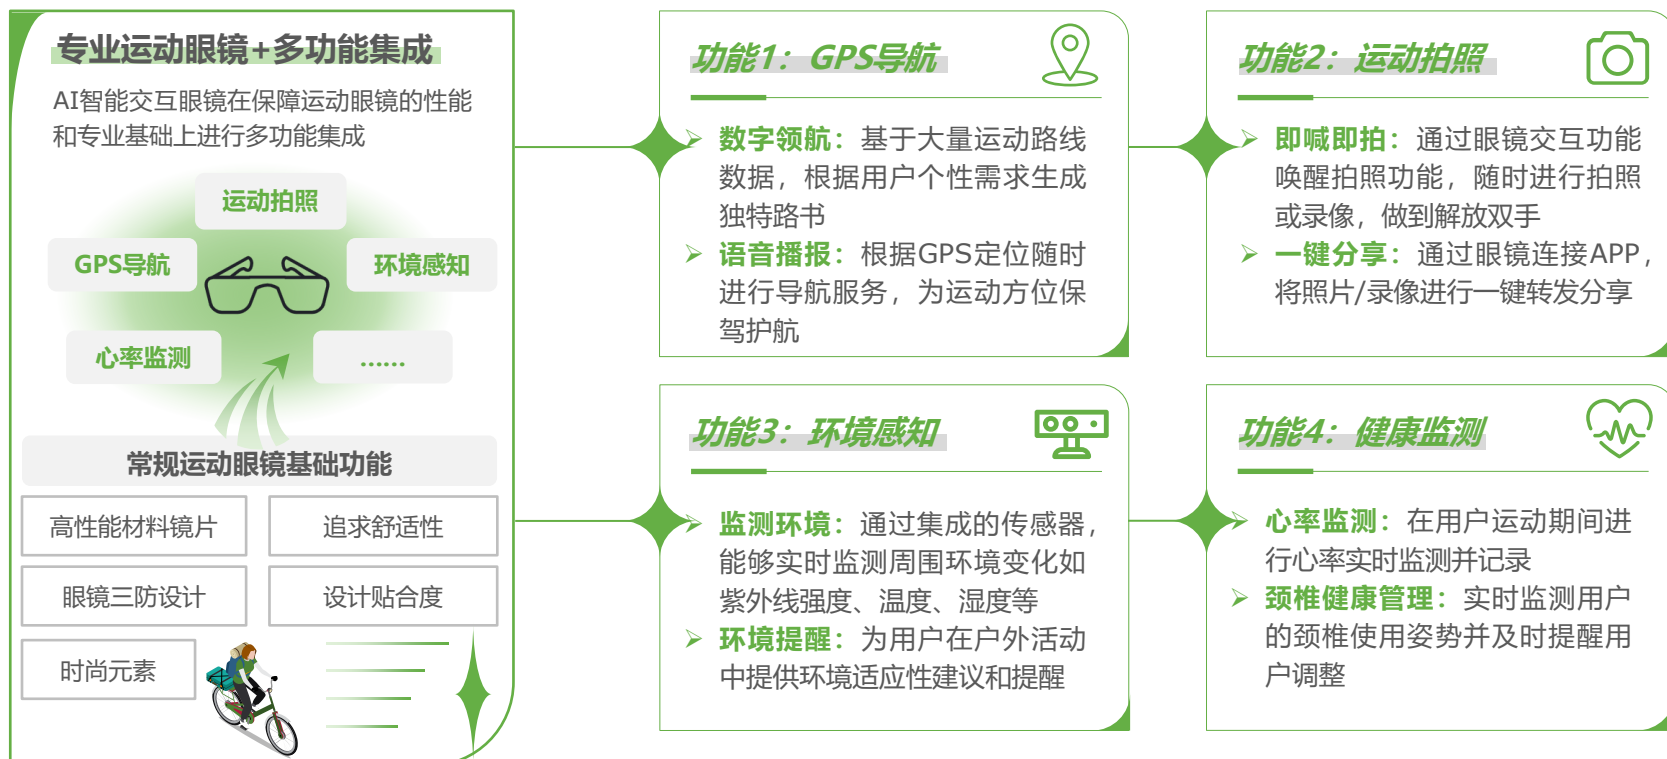 专业运动眼镜+多功能集成
AI智能交互眼镜在保障运动眼镜的性能
和专业基础上进行多功能集成
运动拍照
GPS导航
环境感知
心率监测
......
常规运动眼镜基础功能
高性能材料镜片
追求舒适性
眼镜三防设计
设计贴合度
时尚元素
功能1：GPS导航
➢ 数字领航：基于大量运动路线
数据，根据用户个性需求生成
独特路书
➢ 语音播报：根据GPS定位随时
进行导航服务，为运动方位保
驾护航
功能2：运动拍照
➢ 即喊即拍：通过眼镜交互功能
唤醒拍照功能，随时进行拍照
或录像，做到解放双手
➢ 一键分享：通过眼镜连接APP，
将照片/录像进行一键转发分享
功能3：环境感知
➢ 监测环境：通过集成的传感器，
能够实时监测周围环境变化如
紫外线强度、温度、湿度等
➢ 环境提醒：为用户在户外活动
中提供环境适应性建议和提醒
功能4：健康监测
➢ 心率监测：在用户运动期间进
行心率实时监测并记录
➢ 颈椎健康管理：实时监测用户
的颈椎使用姿势并及时提醒用
户调整